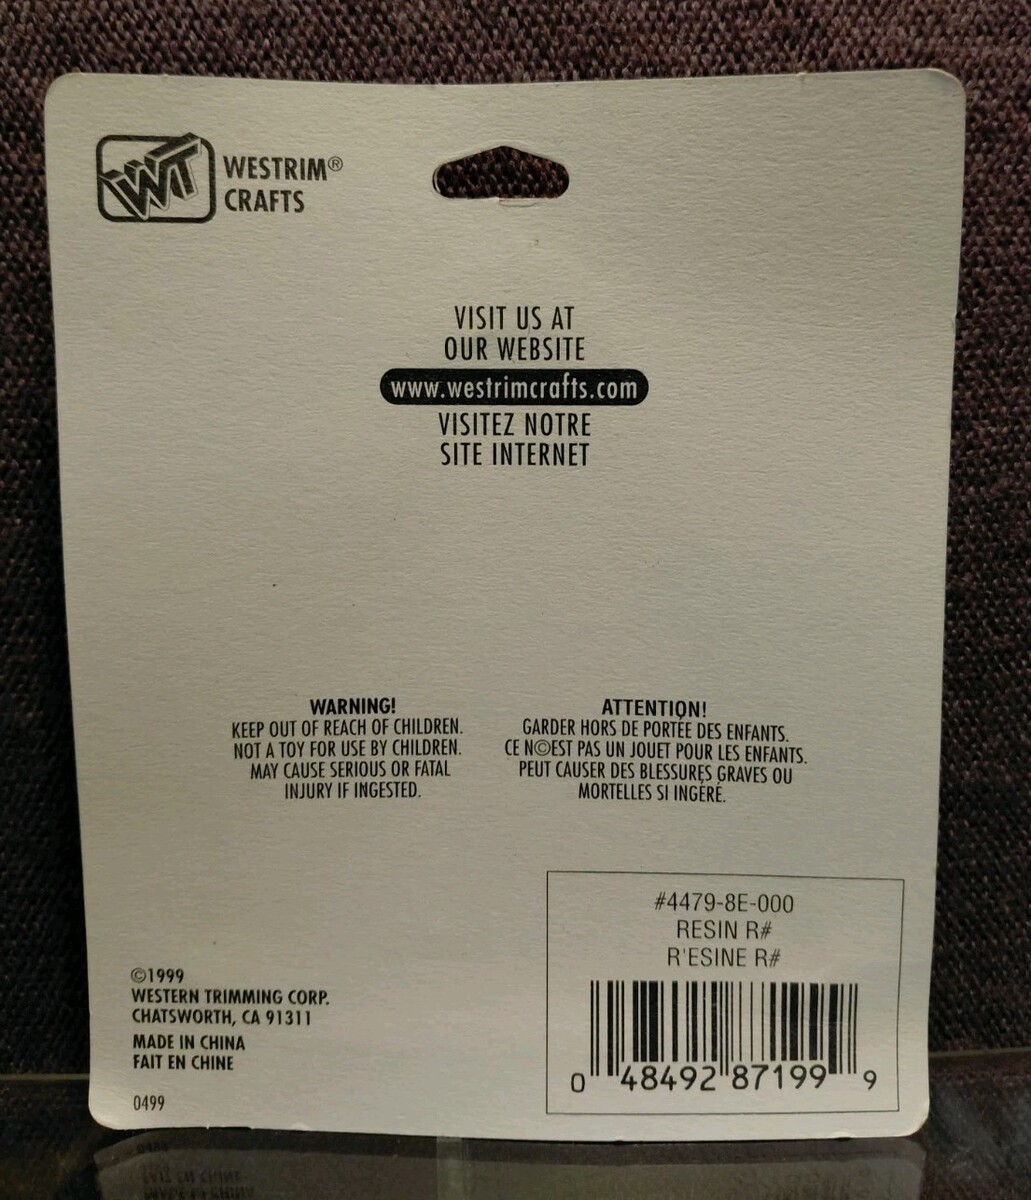 WT WESTRIM®
CRAFTS
VISIT US AT
OUR WEBSITE
www.westrimcrafts.com
VISITEZ NOTRE
SITE INTERNET
WARNING!
KEEP OUT OF REACH OF CHILDREN.
NOT A TOY FOR USE BY CHILDREN.
MAY CAUSE SERIOUS OR FATAL
INJURY IF INGESTED.
ATTENTION!
GARDER HORS DE PORTÉE DES ENFANTS.
CE N©EST PAS UN JOUET POUR LES ENFANTS.
PEUT CAUSER DES BLESSURES GRAVES OU
MORTELLES SI INGÉRÉ.
#4479-8E-000
RESIN R#
R'ESINE R#
0 48492 87199 9
©1999
WESTERN TRIMMING CORP.
CHATSWORTH, CA 91311
MADE IN CHINA
FAIT EN CHINE
0499